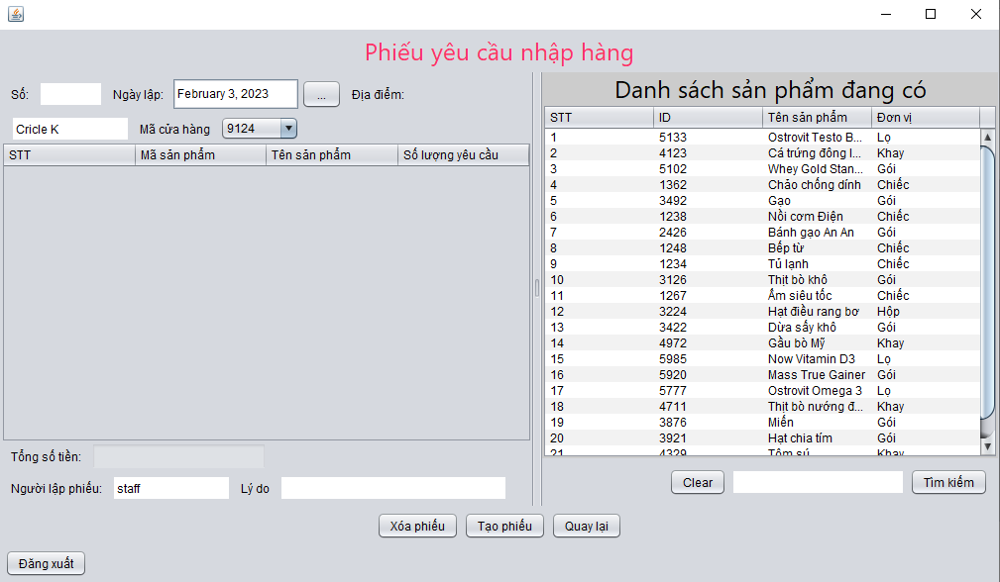 Phiếu yêu cầu nhập hàng
Số: Ngày lập: February 3, 2023 ... Địa điểm:
Cricle K Mã cửa hàng 9124
STT Mã sản phẩm Tên sản phẩm Số lượng yêu cầu
Tổng số tiền:
Người lập phiếu: staff Lý do
Danh sách sản phẩm đang có
STT ID Tên sản phẩm Đơn vị
1 5133 Ostrovit Testo B... Lọ
2 4123 Cá trứng đông l... Khay
3 5102 Whey Gold Stan... Gói
4 1362 Chảo chống dính Chiếc
5 3492 Gạo Gói
6 1238 Nồi cơm Điện Chiếc
7 2426 Bánh gạo An An Gói
8 1248 Bếp từ Chiếc
9 1234 Tủ lạnh Chiếc
10 3126 Thịt bò khô Gói
11 1267 Ấm siêu tốc Chiếc
12 3224 Hạt điều rang bơ Hộp
13 3422 Dừa sấy khô Gói
14 4972 Gầu bò Mỹ Khay
15 5985 Now Vitamin D3 Lọ
16 5920 Mass True Gainer Gói
17 5777 Ostrovit Omega 3 Lọ
18 4711 Thịt bò nướng đ... Khay
19 3876 Miến Gói
20 3921 Hạt chia tím Gói
21 4329 Tôm sú Khay
Clear Tìm kiếm
Xóa phiếu Tạo phiếu Quay lại
Đăng xuất